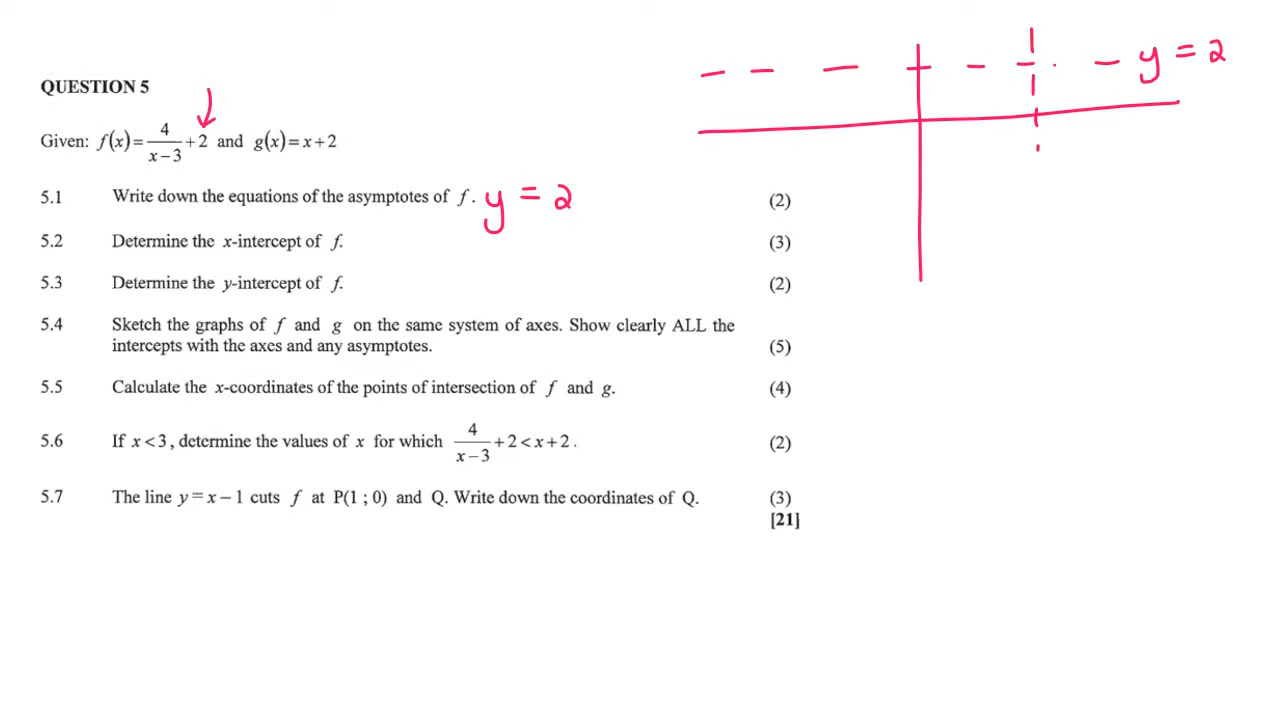 y = 2
QUESTION 5
Given: f(x) = 4/(x−3) + 2 and g(x) = x + 2
5.1 Write down the equations of the asymptotes of f. y = 2 (2)
5.2 Determine the x-intercept of f. (3)
5.3 Determine the y-intercept of f. (2)
5.4 Sketch the graphs of f and g on the same system of axes. Show clearly ALL the
intercepts with the axes and any asymptotes. (5)
5.5 Calculate the x-coordinates of the points of intersection of f and g. (4)
5.6 If x < 3, determine the values of x for which 4/(x−3) + 2 < x + 2. (2)
5.7 The line y = x − 1 cuts f at P(1 ; 0) and Q. Write down the coordinates of Q. (3)
[21]